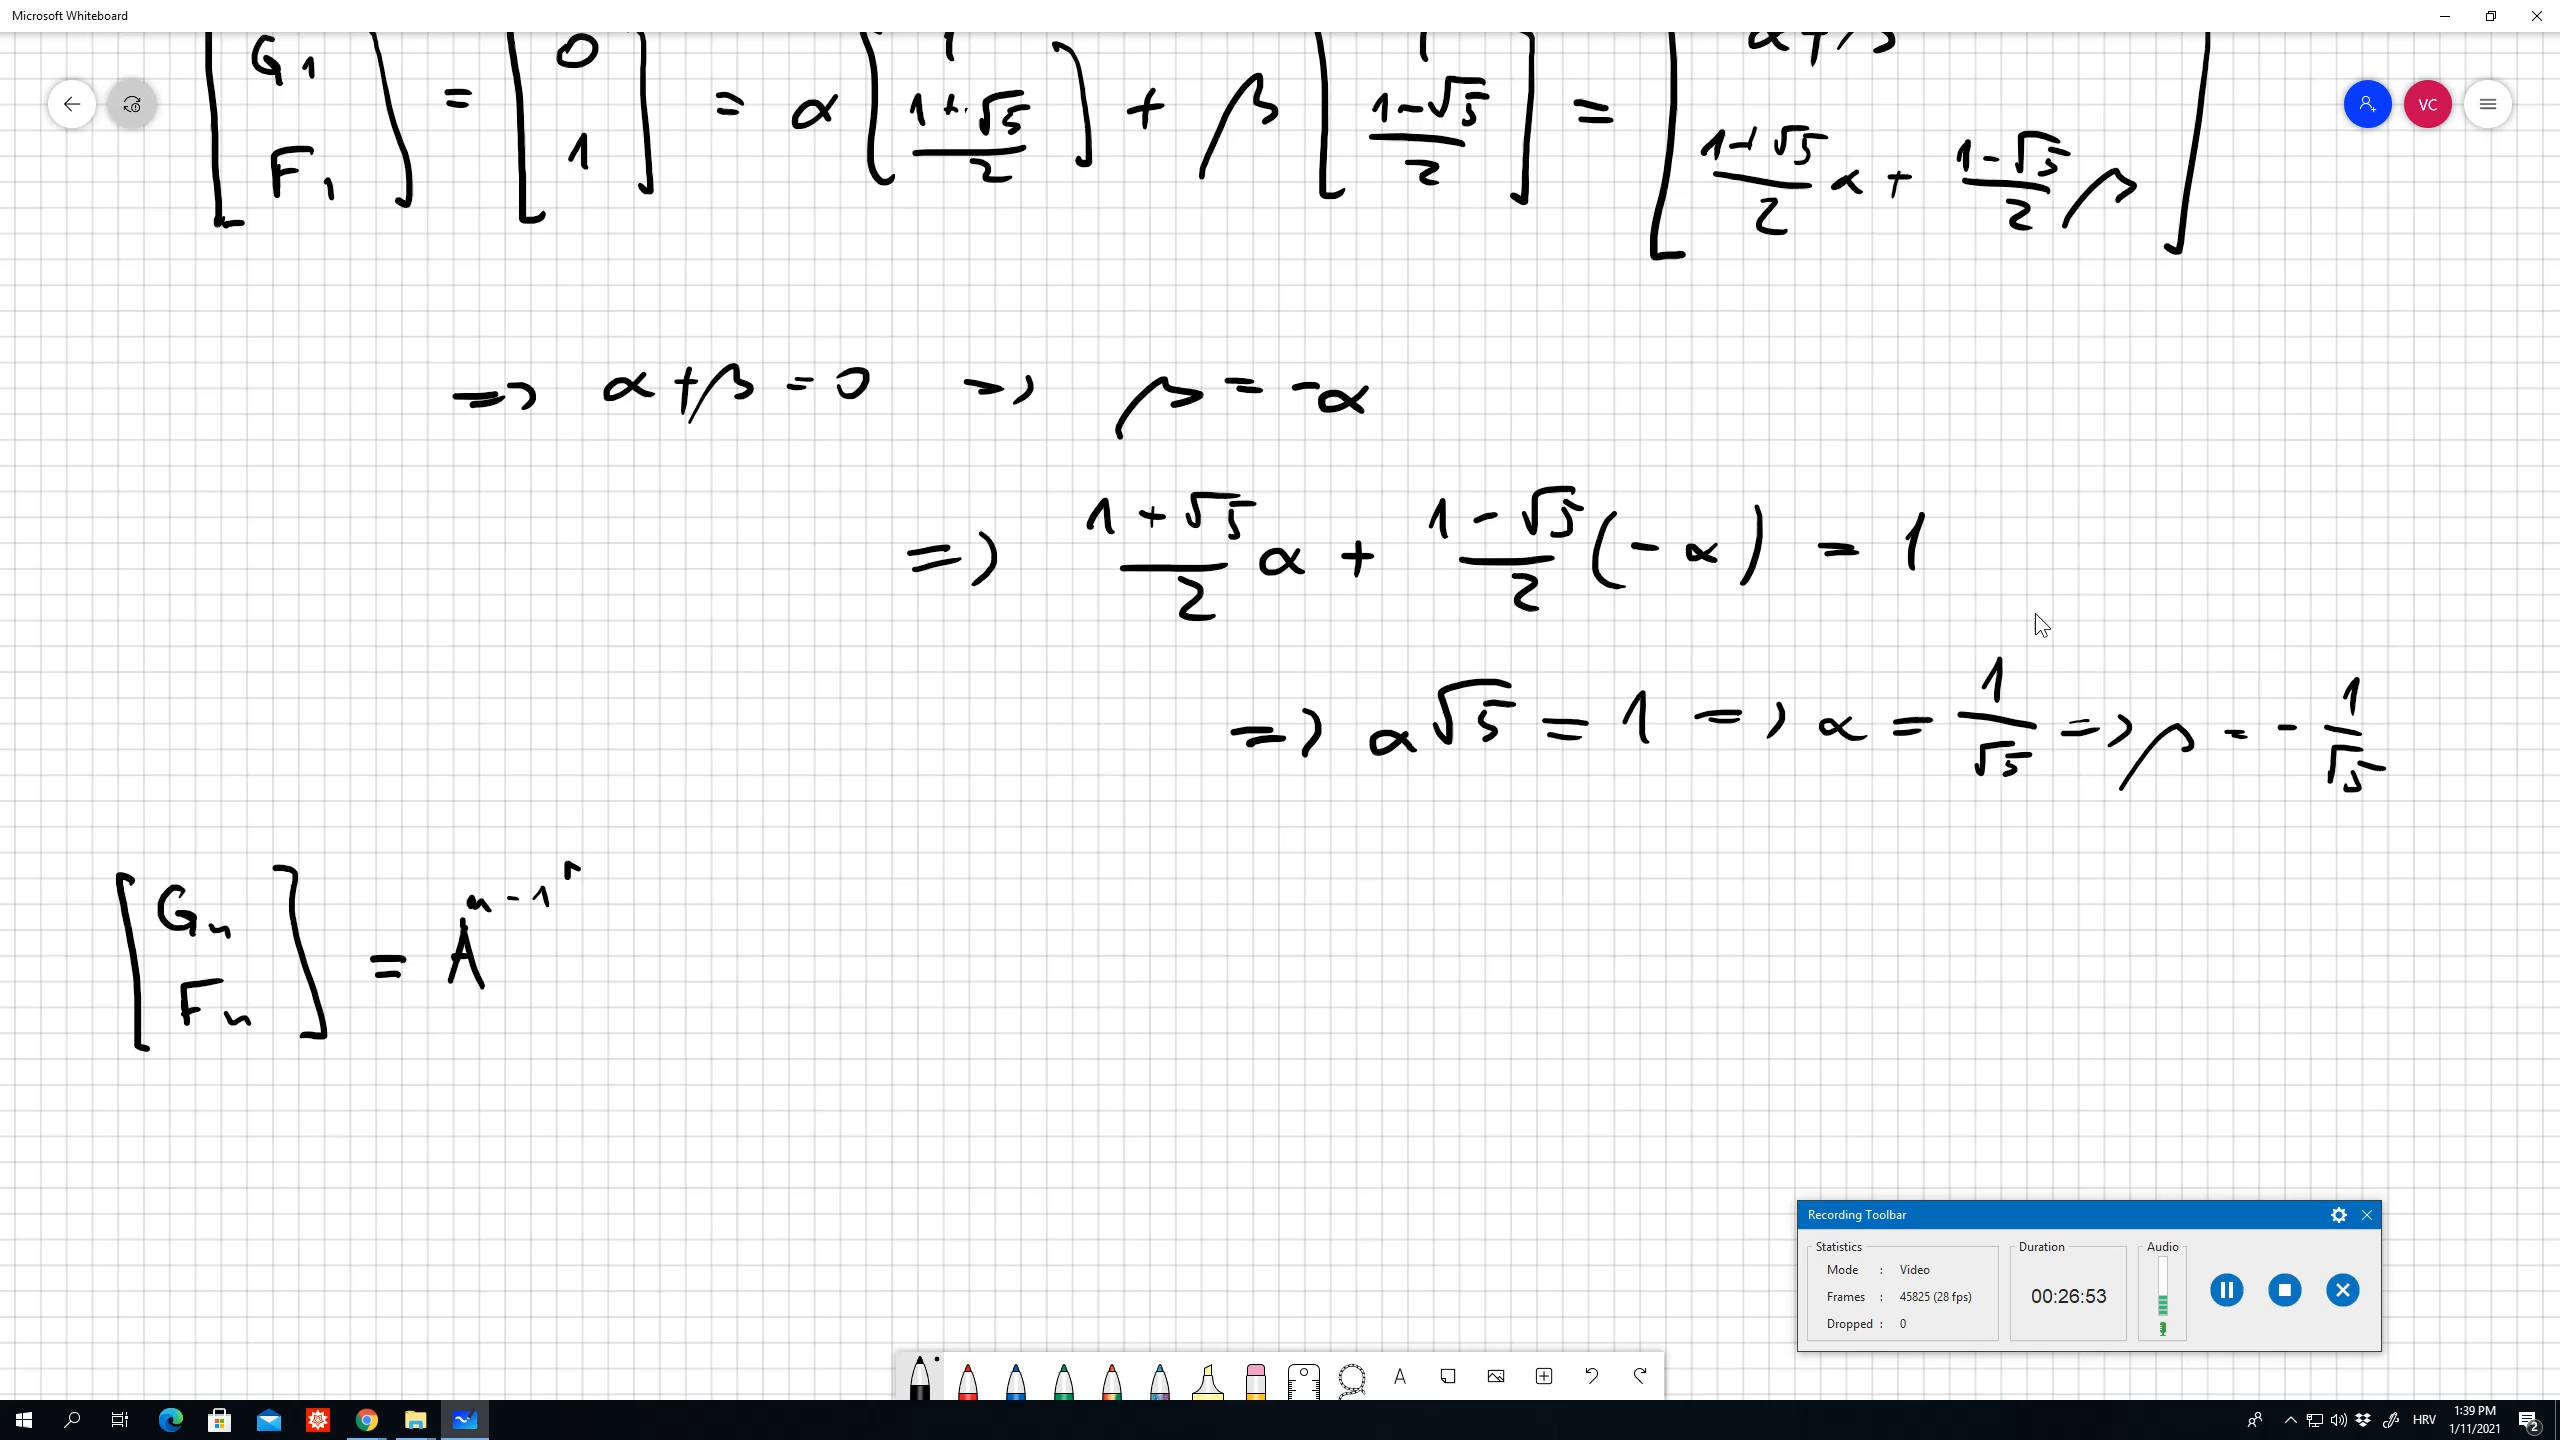 Microsoft Whiteboard
[G₁ F₁] = [0 1] = α [1 (1+√5)/2] + β [1 (1-√5)/2] = [α+β (1+√5)/2 α + (1-√5)/2 β]
VC
=> α+β = 0 => β = -α
=> (1+√5)/2 α + (1-√5)/2 (-α) = 1
=> α√5 = 1 => α = 1/√5 => β = - 1/√5
[Gₙ Fₙ] = Aⁿ⁻¹
Recording Toolbar
Statistics Duration Audio
Mode : Video
Frames : 45825 (28 fps)
00:26:53
Dropped : 0
A
HRV
1:39 PM
1/11/2021
2